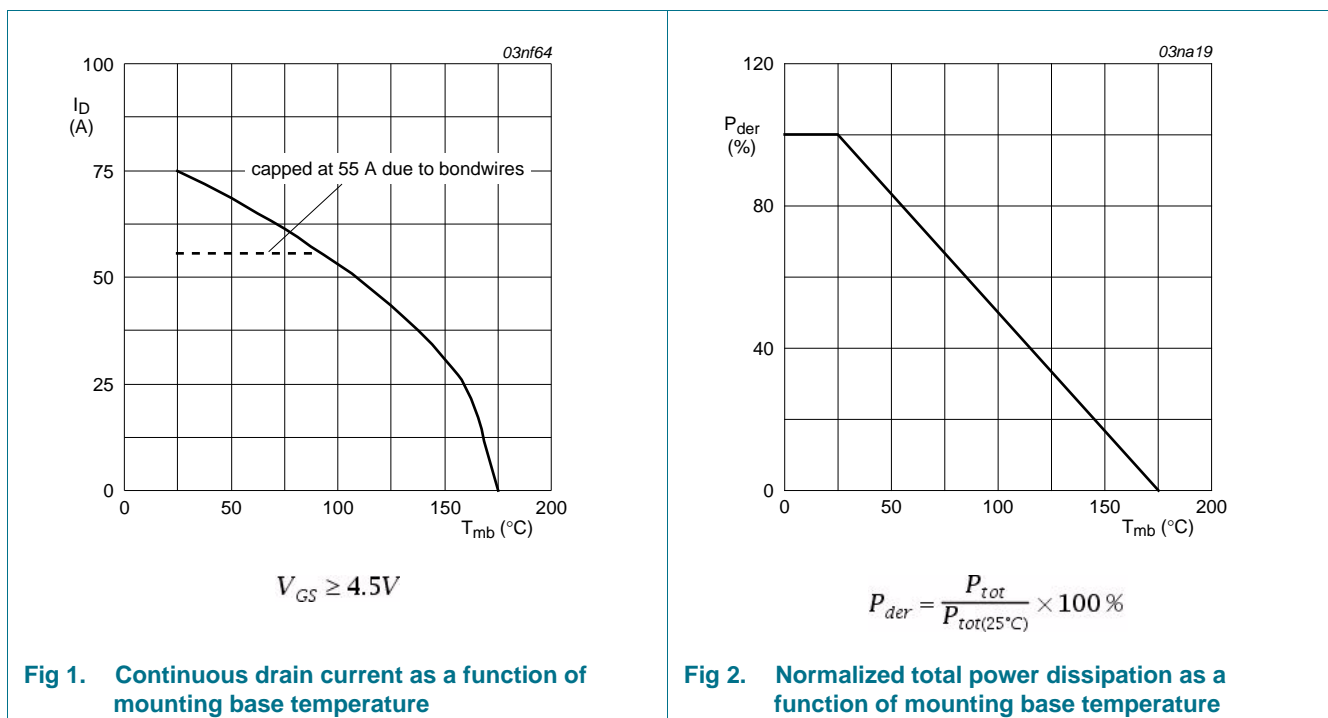 03nf64
100
I_D
(A)
75
capped at 55 A due to bondwires
50
25
0
0 50 100 150 200
T_mb (°C)
V_GS ≥ 4.5V
Fig 1. Continuous drain current as a function of
mounting base temperature
03na19
120
P_der
(%)
80
40
0
0 50 100 150 200
T_mb (°C)
P_der = P_tot / P_tot(25°C) × 100 %
Fig 2. Normalized total power dissipation as a
function of mounting base temperature